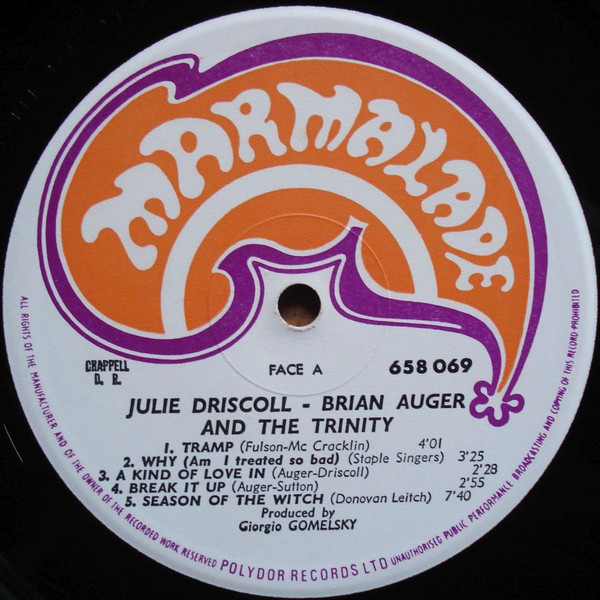 MARMALADE
CHAPPELL
D. R.
FACE A
658 069
JULIE DRISCOLL - BRIAN AUGER
AND THE TRINITY
1. TRAMP (Fulson-Mc Cracklin) 4'01
2. WHY (Am I treated so bad) (Staple Singers) 3'25
3. A KIND OF LOVE IN (Auger-Driscoll) 2'28
4. BREAK IT UP (Auger-Sutton) 2'55
5. SEASON OF THE WITCH (Donovan Leitch) 7'40
Produced by
Giorgio GOMELSKY
ALL RIGHTS OF THE MANUFACTURER AND OF THE OWNER OF THE RECORDED WORK RESERVED POLYDOR RECORDS LTD UNAUTHORISED PUBLIC PERFORMANCE BROADCASTING AND COPYING OF THIS RECORD PROHIBITED